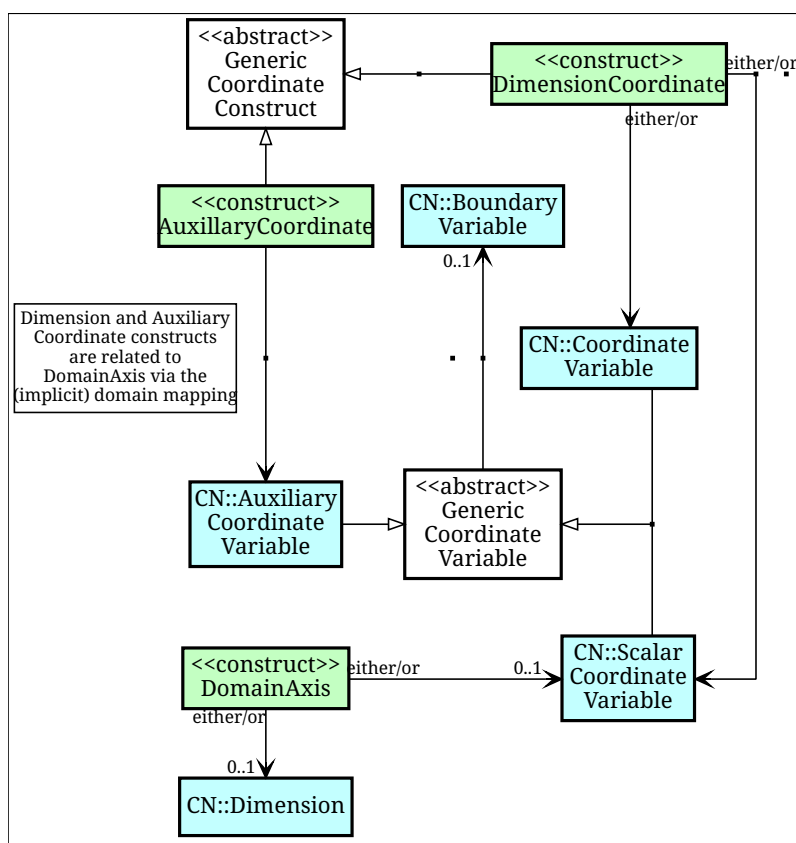 <<abstract>>
Generic
Coordinate
Construct
<<construct>>
DimensionCoordinate
either/or
either/or
<<construct>>
AuxillaryCoordinate
CN::Boundary
Variable
0..1
Dimension and Auxiliary
Coordinate constructs
are related to
DomainAxis via the
(implicit) domain mapping
CN::Coordinate
Variable
CN::Auxiliary
Coordinate
Variable
<<abstract>>
Generic
Coordinate
Variable
<<construct>>
DomainAxis
either/or
0..1
either/or
0..1
CN::Scalar
Coordinate
Variable
CN::Dimension